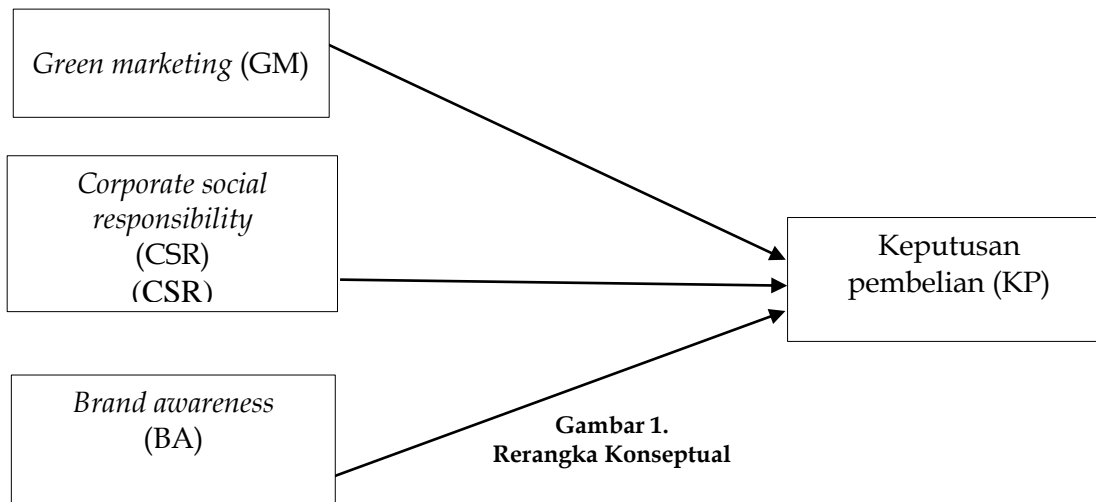 Green marketing (GM)
Corporate social
responsibility
(CSR)
(CSR)
Brand awareness
(BA)
Keputusan
pembelian (KP)
Gambar 1.
Rerangka Konseptual